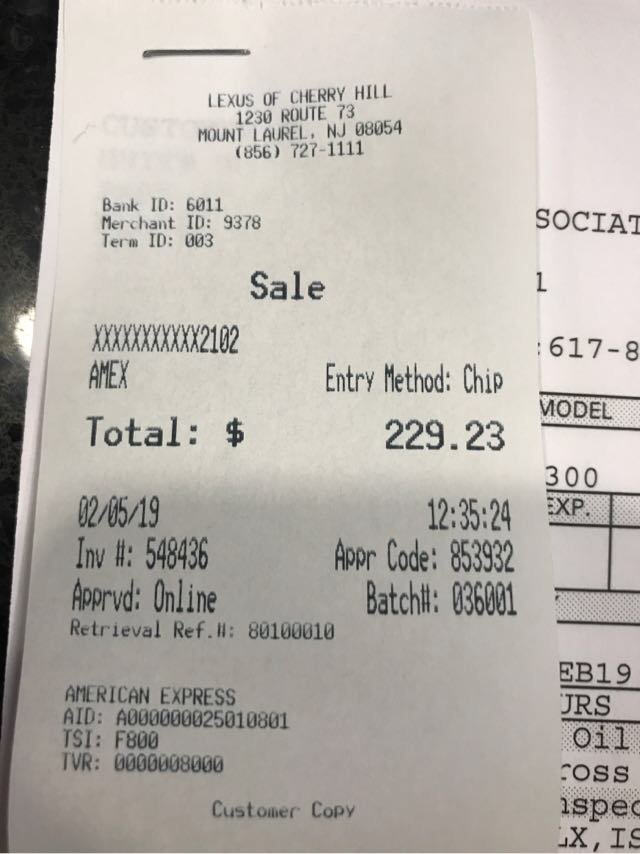 LEXUS OF CHERRY HILL
1230 ROUTE 73
MOUNT LAUREL, NJ 08054
(856) 727-1111
Bank ID: 6011
Merchant ID: 9378
Term ID: 003
Sale
XXXXXXXXXXX2102
AMEX Entry Method: Chip
Total: $ 229.23
02/05/19 12:35:24
Inv #: 548436 Appr Code: 853932
Apprvd: Online Batch#: 036001
Retrieval Ref.#: 80100010
AMERICAN EXPRESS
AID: A000000025010801
TSI: F800
TVR: 0000008000
Customer Copy
SOCIAT
1
:617-8
MODEL
300
EXP.
EB19
URS
Oil
ross
nspec
LX,IS